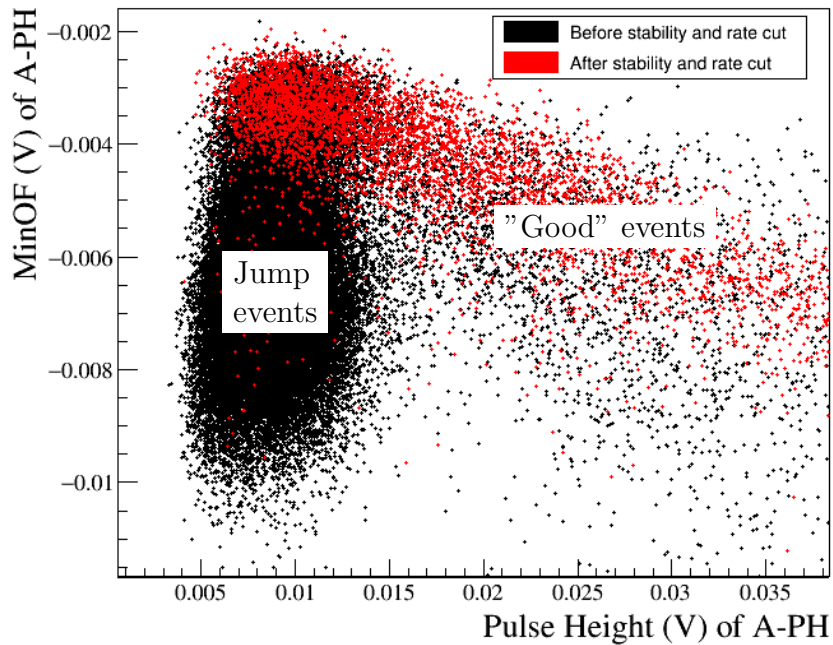 Before stability and rate cut
After stability and rate cut
−0.002
−0.004
−0.006
−0.008
−0.01
MinOF (V) of A-PH
"Good" events
Jump
events
0.005 0.01 0.015 0.02 0.025 0.03 0.035
Pulse Height (V) of A-PH